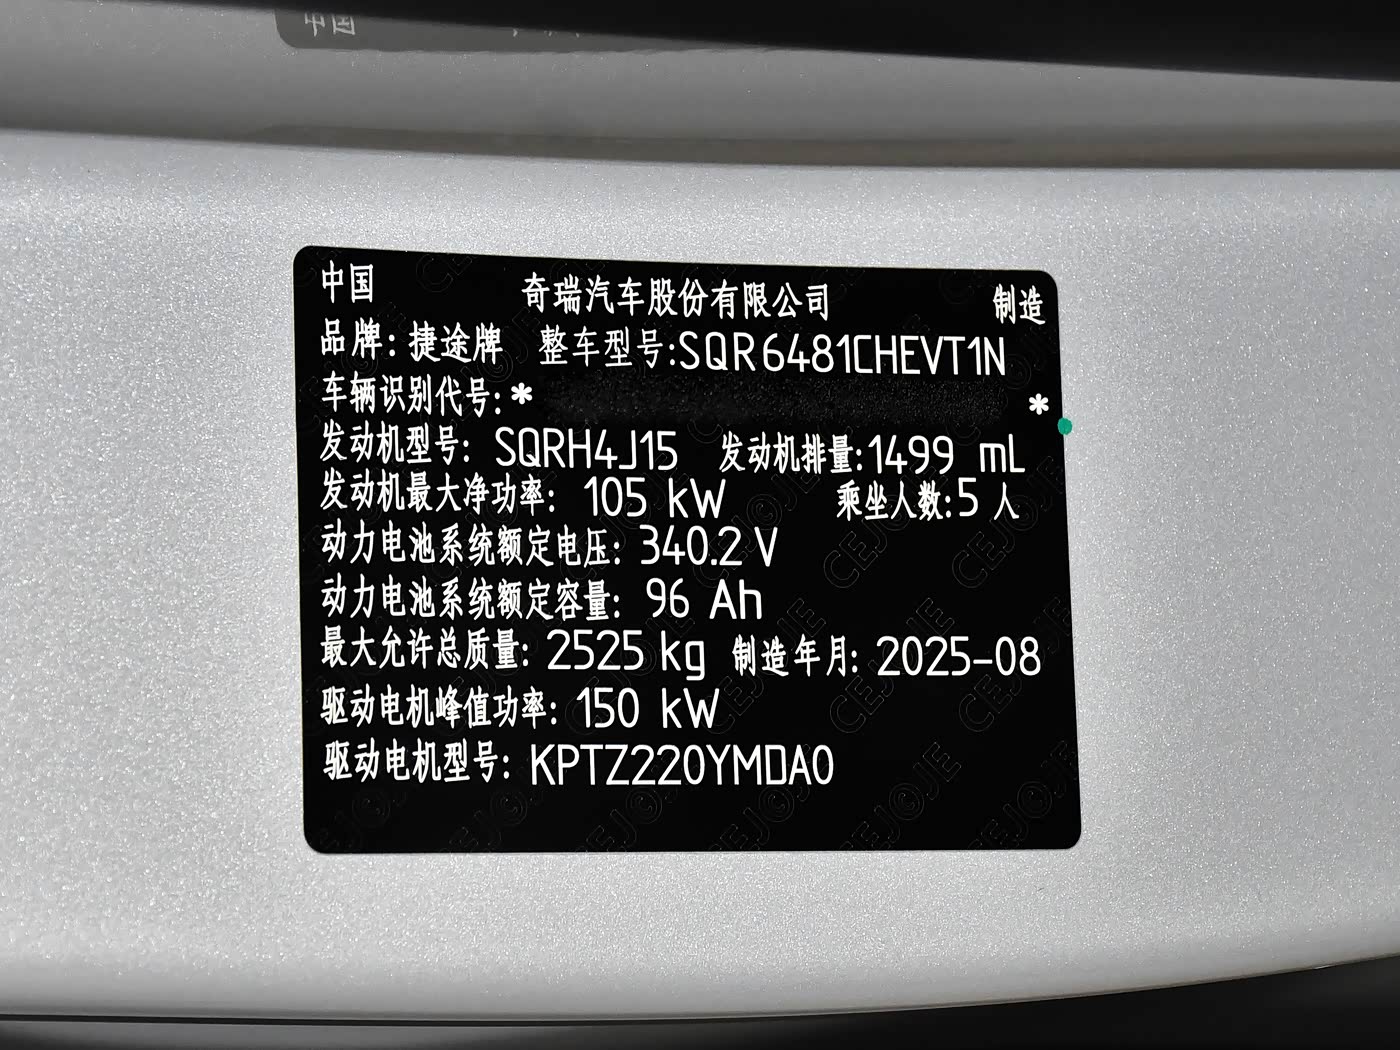 中国
中国 奇瑞汽车股份有限公司 制造
品牌: 捷途牌 整车型号:SQR6481CHEVT1N
车辆识别代号:* *
发动机型号: SQRH4J15 发动机排量:1499 mL
发动机最大净功率: 105 kW 乘坐人数:5 人
动力电池系统额定电压: 340.2 V
动力电池系统额定容量: 96 Ah
最大允许总质量: 2525 kg 制造年月: 2025-08
驱动电机峰值功率: 150 kW
驱动电机型号: KPTZ220YMDA0